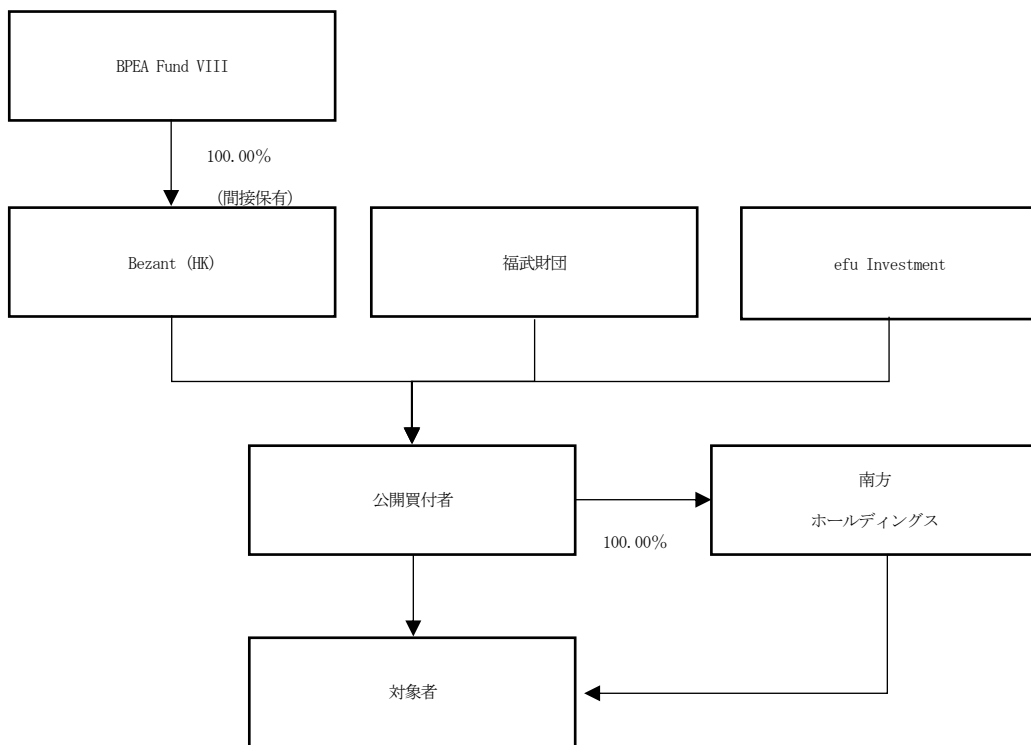 BPEA Fund VIII
100.00%
(間接保有)
Bezant (HK)
福武財団
efu Investment
公開買付者
100.00%
南方
ホールディングス
対象者